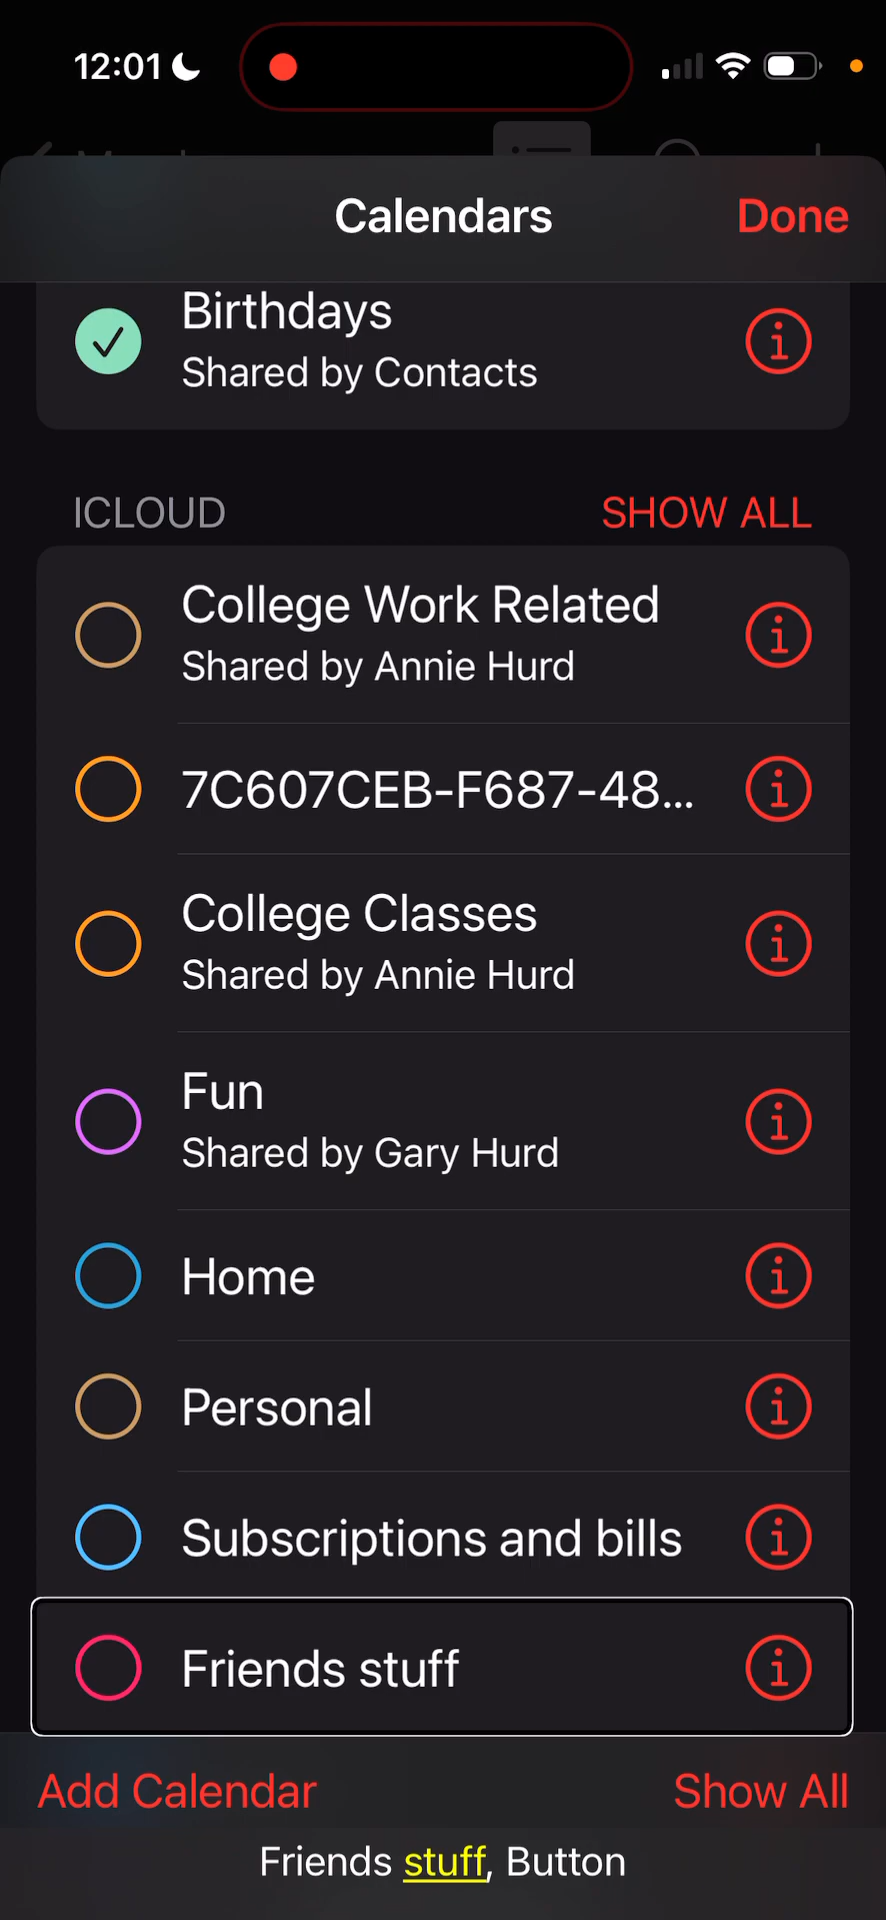 12:01
Calendars
Done
Birthdays
Shared by Contacts
ICLOUD
SHOW ALL
College Work Related
Shared by Annie Hurd
7C607CEB-F687-48...
College Classes
Shared by Annie Hurd
Fun
Shared by Gary Hurd
Home
Personal
Subscriptions and bills
Friends stuff
Add Calendar
Show All
Friends stuff, Button